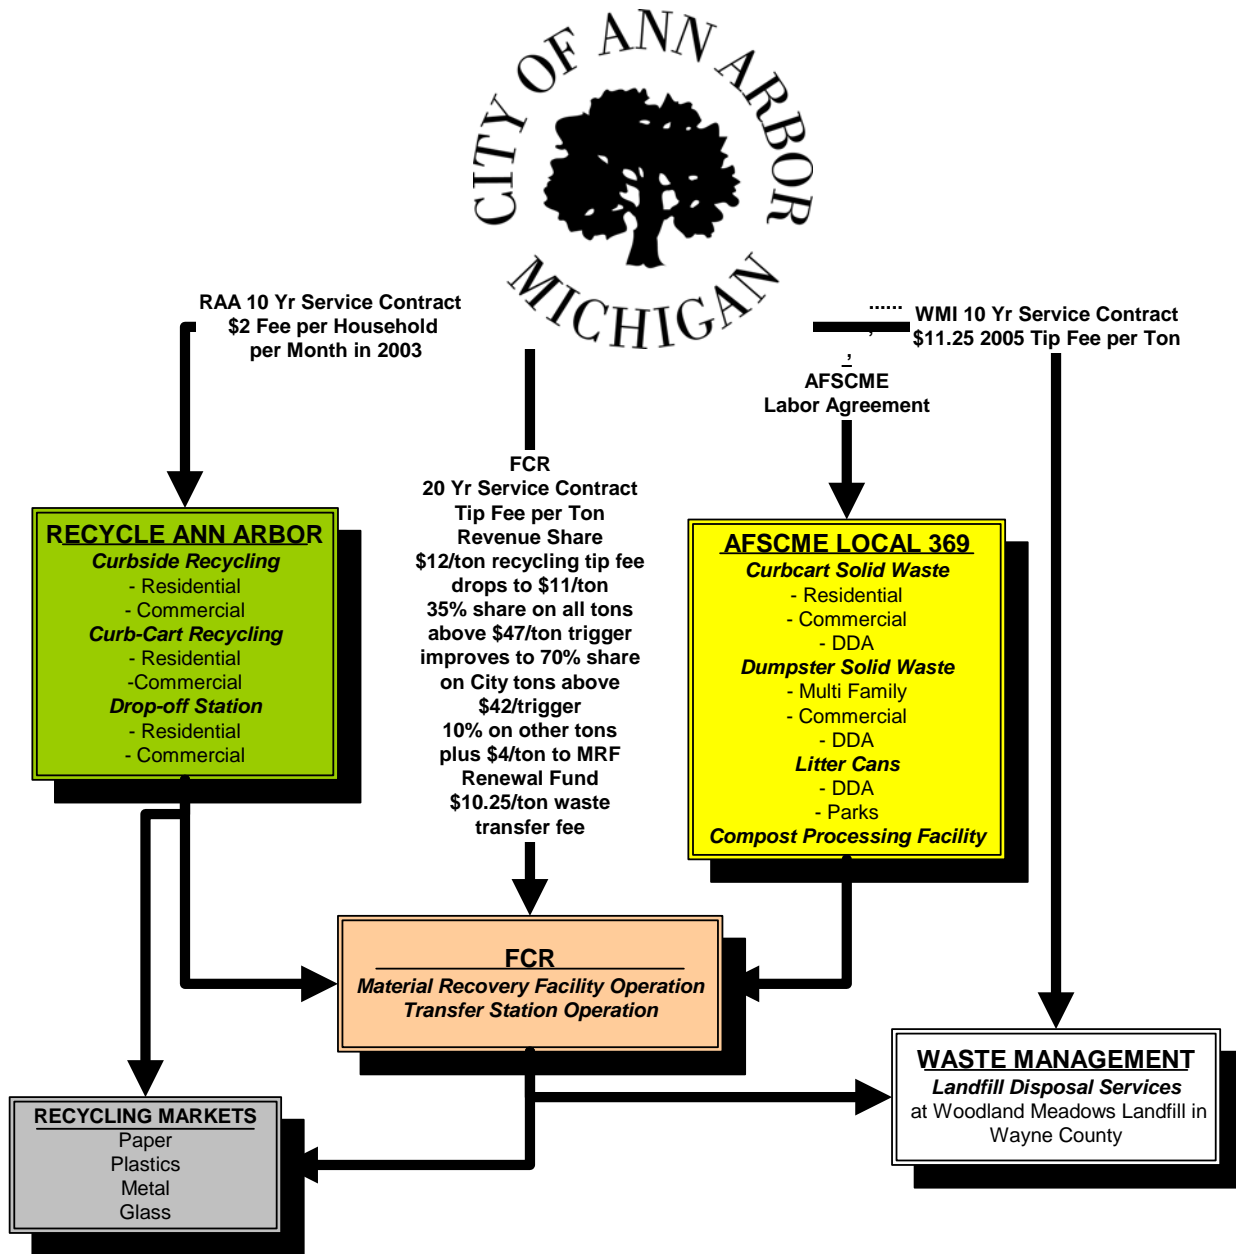 CITY OF ANN ARBOR
MICHIGAN
RAA 10 Yr Service Contract
$2 Fee per Household
per Month in 2003
WMI 10 Yr Service Contract
$11.25 2005 Tip Fee per Ton
AFSCME
Labor Agreement
FCR
20 Yr Service Contract
Tip Fee per Ton
Revenue Share
$12/ton recycling tip fee
drops to $11/ton
35% share on all tons
above $47/ton trigger
improves to 70% share
on City tons above
$42/trigger
10% on other tons
plus $4/ton to MRF
Renewal Fund
$10.25/ton waste
transfer fee
RECYCLE ANN ARBOR
Curbside Recycling
- Residential
- Commercial
Curb-Cart Recycling
- Residential
-Commercial
Drop-off Station
- Residential
- Commercial
AFSCME LOCAL 369
Curbcart Solid Waste
- Residential
- Commercial
- DDA
Dumpster Solid Waste
- Multi Family
- Commercial
- DDA
Litter Cans
- DDA
- Parks
Compost Processing Facility
FCR
Material Recovery Facility Operation
Transfer Station Operation
WASTE MANAGEMENT
Landfill Disposal Services
at Woodland Meadows Landfill in
Wayne County
RECYCLING MARKETS
Paper
Plastics
Metal
Glass